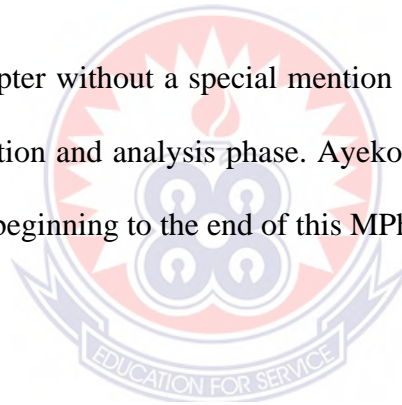 pter without a special mention
tion and analysis phase. Ayeko
beginning to the end of this MPh
EDUCATION FOR SERVICE